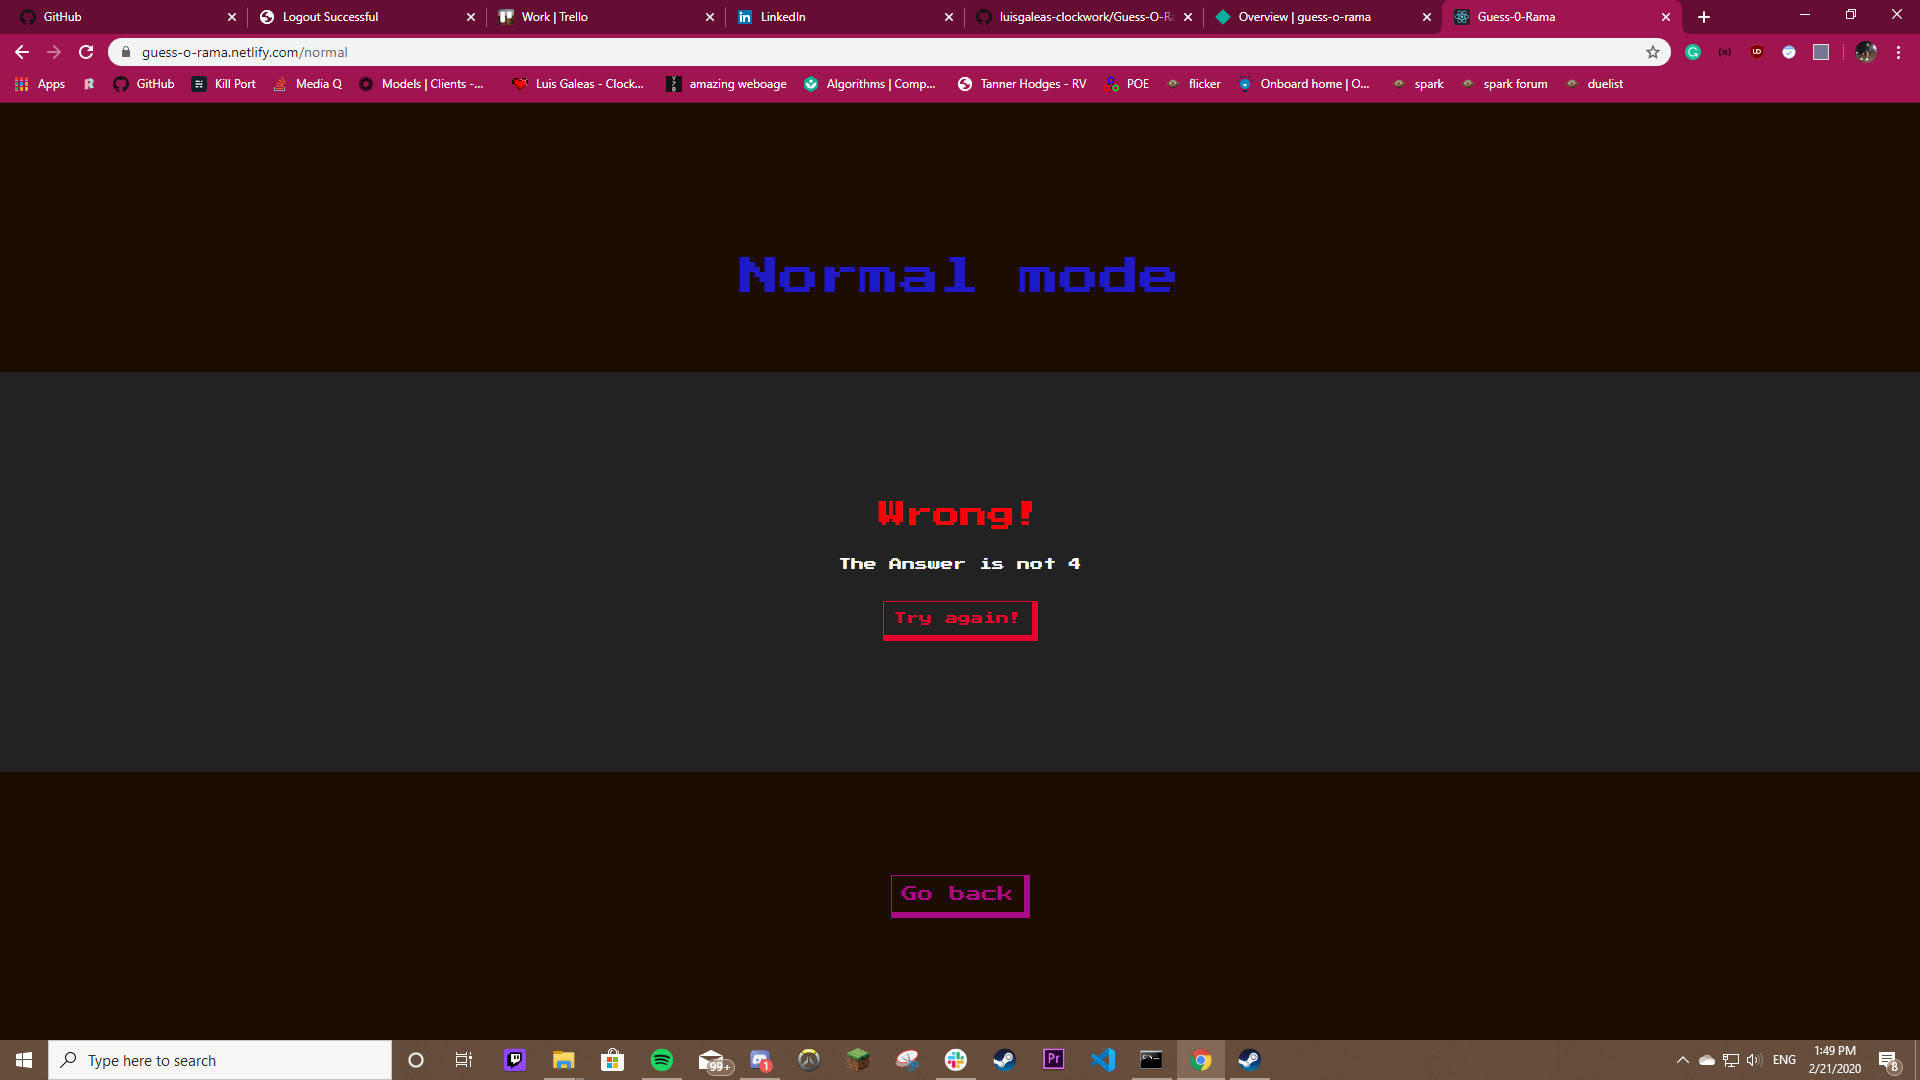 GitHub
Logout Successful
Work | Trello
LinkedIn
luisgaleas-clockwork/Guess-O-Ra
Overview | guess-o-rama
Guess-0-Rama
guess-o-rama.netlify.com/normal
Apps
GitHub
Kill Port
Media Q
Models | Clients -...
Luis Galeas - Clock...
amazing weboage
Algorithms | Comp...
Tanner Hodges - RV
POE
flicker
Onboard home | O...
spark
spark forum
duelist
Normal mode
Wrong!
The Answer is not 4
Try again!
Go back
Type here to search
99+
1
Pr
ENG
1:49 PM
2/21/2020
8